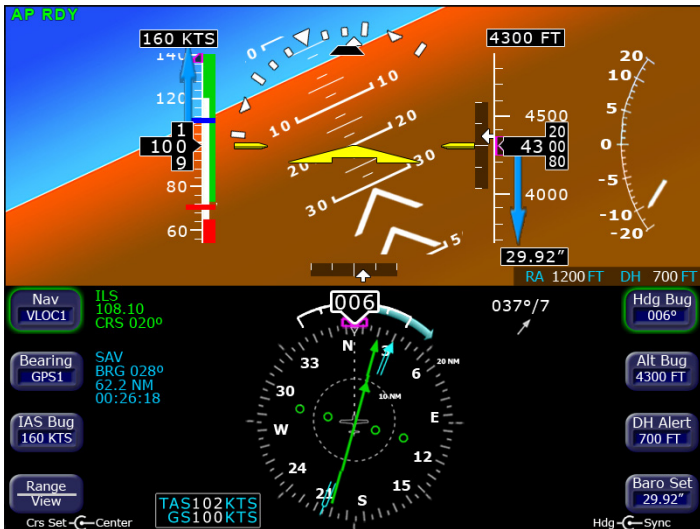 AP RDY
160 KTS
4300 FT
140
120
1
100
9
80
60
10
10
10
20
20
30
30
4500
20
43 00
80
4000
20
10
5
0
-5
-10
-20
29.92”
RA 1200 FT DH 700 FT
Nav
VLOC1
ILS
108.10
CRS 020º
006
037º/7
Hdg Bug
006º
Bearing
GPS1
SAV
BRG 028º
62.2 NM
00:26:18
N
3
33
6
20 NM
30
10 NM
E
W
12
24
15
21
S
Alt Bug
4300 FT
IAS Bug
160 KTS
DH Alert
700 FT
Range
View
TAS102KTS
GS100KTS
Baro Set
29.92”
Crs Set Center
Hdg Sync